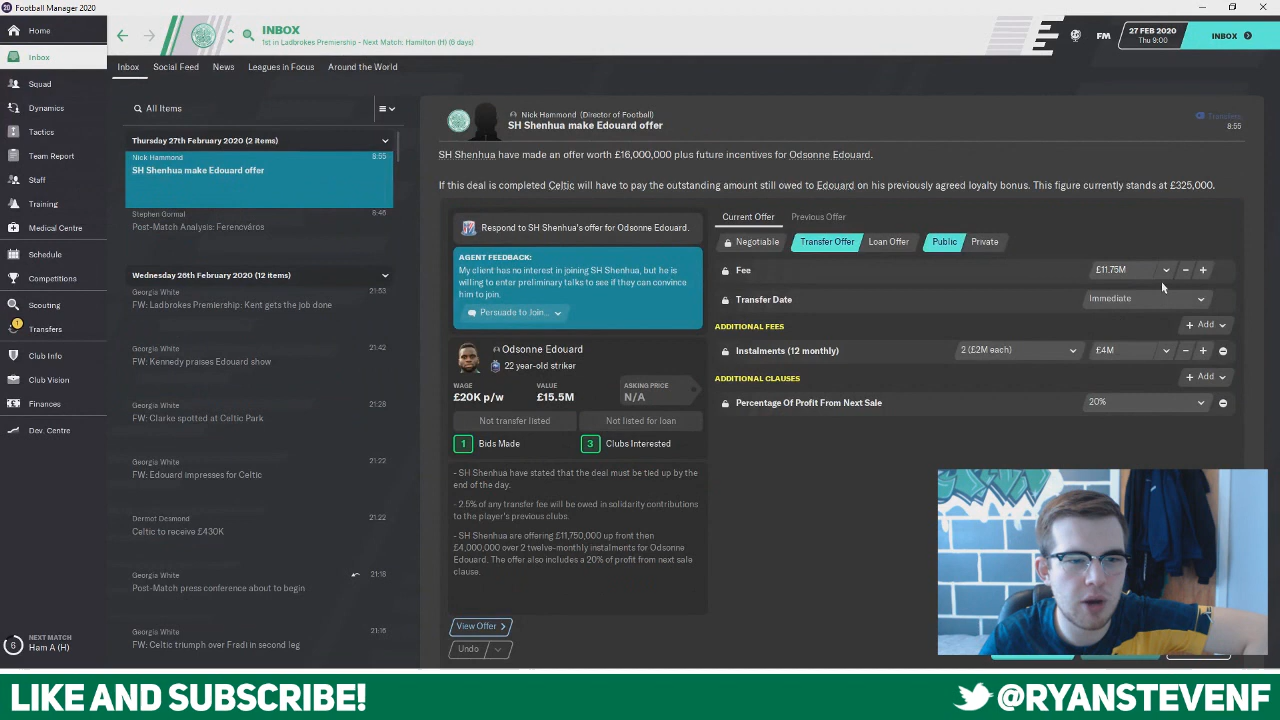 20 Football Manager 2020
Home
INBOX
1st in Ladbrokes Premiership - Next Match: Hamilton (H) (6 days)
FM
27 FEB 2020
Thu 9:00
INBOX
Inbox
Squad
Dynamics
Tactics
Team Report
Staff
Training
Medical Centre
Schedule
Competitions
Scouting
1
Transfers
Club Info
Club Vision
Finances
Dev. Centre
6
NEXT MATCH
Ham A (H)
Inbox Social Feed News Leagues in Focus Around the World
All Items
Thursday 27th February 2020 (2 items)
Nick Hammond 8:55
SH Shenhua make Edouard offer
Stephen Gormal 8:46
Post-Match Analysis: Ferencváros
Wednesday 26th February 2020 (12 items)
Georgia White 21:53
FW: Ladbrokes Premiership: Kent gets the job done
Georgia White 21:42
FW: Kennedy praises Edouard show
Georgia White 21:28
FW: Clarke spotted at Celtic Park
Georgia White 21:22
FW: Edouard impresses for Celtic
Dermot Desmond 21:22
Celtic to receive £430K
Georgia White 21:18
Post-Match press conference about to begin
Georgia White 21:16
FW: Celtic triumph over Fradi in second leg
Nick Hammond (Director of Football)
SH Shenhua make Edouard offer
Transfers
8:55
SH Shenhua have made an offer worth £16,000,000 plus future incentives for Odsonne Edouard.
If this deal is completed Celtic will have to pay the outstanding amount still owed to Edouard on his previously agreed loyalty bonus. This figure currently stands at £325,000.
Respond to SH Shenhua's offer for Odsonne Edouard.
AGENT FEEDBACK:
My client has no interest in joining SH Shenhua, but he is
willing to enter preliminary talks to see if they can convince
him to join.
Persuade to Join...
Odsonne Edouard
22 year-old striker
WAGE VALUE ASKING PRICE
£20K p/w £15.5M N/A
Not transfer listed Not listed for loan
1 Bids Made 3 Clubs Interested
- SH Shenhua have stated that the deal must be tied up by the
end of the day.
- 2.5% of any transfer fee will be owed in solidarity contributions
to the player's previous clubs.
- SH Shenhua are offering £11,750,000 up front then
£4,000,000 over 2 twelve-monthly instalments for Odsonne
Edouard. The offer also includes a 20% of profit from next sale
clause.
View Offer
Undo
Current Offer Previous Offer
Negotiable Transfer Offer Loan Offer Public Private
Fee £11.75M
Transfer Date Immediate
ADDITIONAL FEES + Add
Instalments (12 monthly) 2 (£2M each) £4M
ADDITIONAL CLAUSES + Add
Percentage Of Profit From Next Sale 20%
LIKE AND SUBSCRIBE!
@RYANSTEVENF